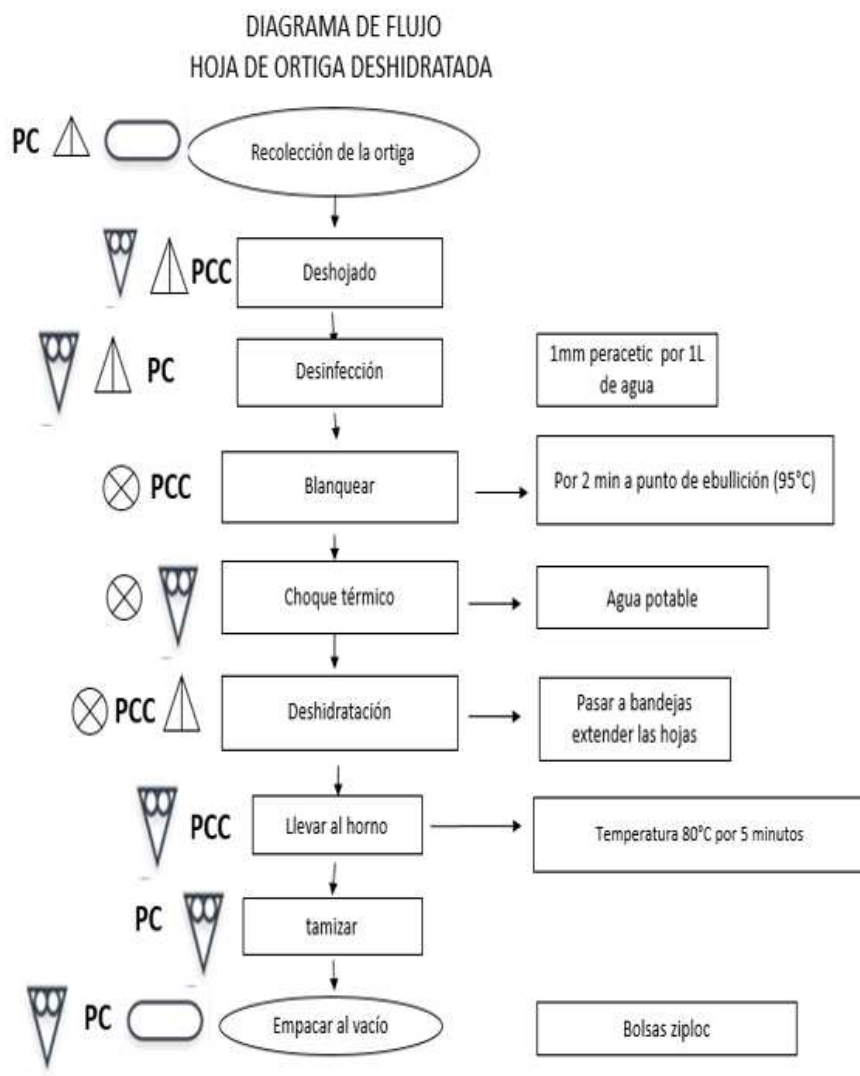 DIAGRAMA DE FLUJO
HOJA DE ORTIGA DESHIDRATADA
PC
Recolección de la ortiga
PCC
Deshojado
PC
Desinfección
1mm peracetic por 1L
de agua
PCC
Blanquear
Por 2 min a punto de ebullición (95°C)
Choque térmico
Agua potable
PCC
Deshidratación
Pasar a bandejas
extender las hojas
PCC
Llevar al horno
Temperatura 80°C por 5 minutos
PC
tamizar
PC
Empacar al vacío
Bolsas ziploc